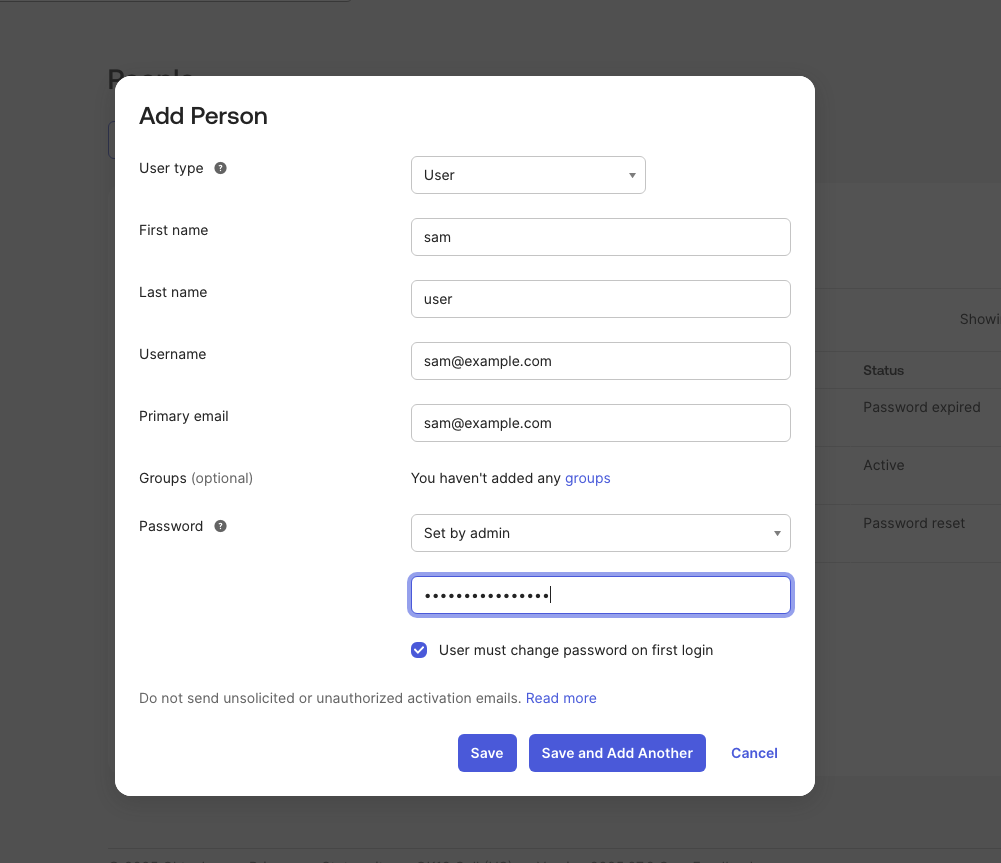 People
Add Person
User type ?
User
First name
sam
Last name
user
Showi
Username
sam@example.com
Status
Password expired
Primary email
sam@example.com
Active
Groups (optional)
You haven't added any groups
Password ?
Set by admin
Password reset
••••••••••••••••
User must change password on first login
Do not send unsolicited or unauthorized activation emails. Read more
Save
Save and Add Another
Cancel